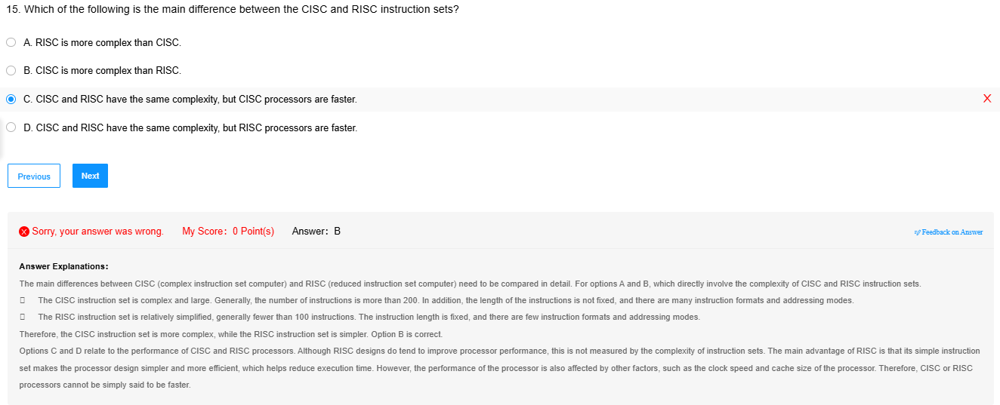 15. Which of the following is the main difference between the CISC and RISC instruction sets?
A. RISC is more complex than CISC.
B. CISC is more complex than RISC.
C. CISC and RISC have the same complexity, but CISC processors are faster.
D. CISC and RISC have the same complexity, but RISC processors are faster.
Previous Next
Sorry, your answer was wrong. My Score: 0 Point(s) Answer: B Feedback on Answer
Answer Explanations:
The main differences between CISC (complex instruction set computer) and RISC (reduced instruction set computer) need to be compared in detail. For options A and B, which directly involve the complexity of CISC and RISC instruction sets.
The CISC instruction set is complex and large. Generally, the number of instructions is more than 200. In addition, the length of the instructions is not fixed, and there are many instruction formats and addressing modes.
The RISC instruction set is relatively simplified, generally fewer than 100 instructions. The instruction length is fixed, and there are few instruction formats and addressing modes.
Therefore, the CISC instruction set is more complex, while the RISC instruction set is simpler. Option B is correct.
Options C and D relate to the performance of CISC and RISC processors. Although RISC designs do tend to improve processor performance, this is not measured by the complexity of instruction sets. The main advantage of RISC is that its simple instruction
set makes the processor design simpler and more efficient, which helps reduce execution time. However, the performance of the processor is also affected by other factors, such as the clock speed and cache size of the processor. Therefore, CISC or RISC
processors cannot be simply said to be faster.